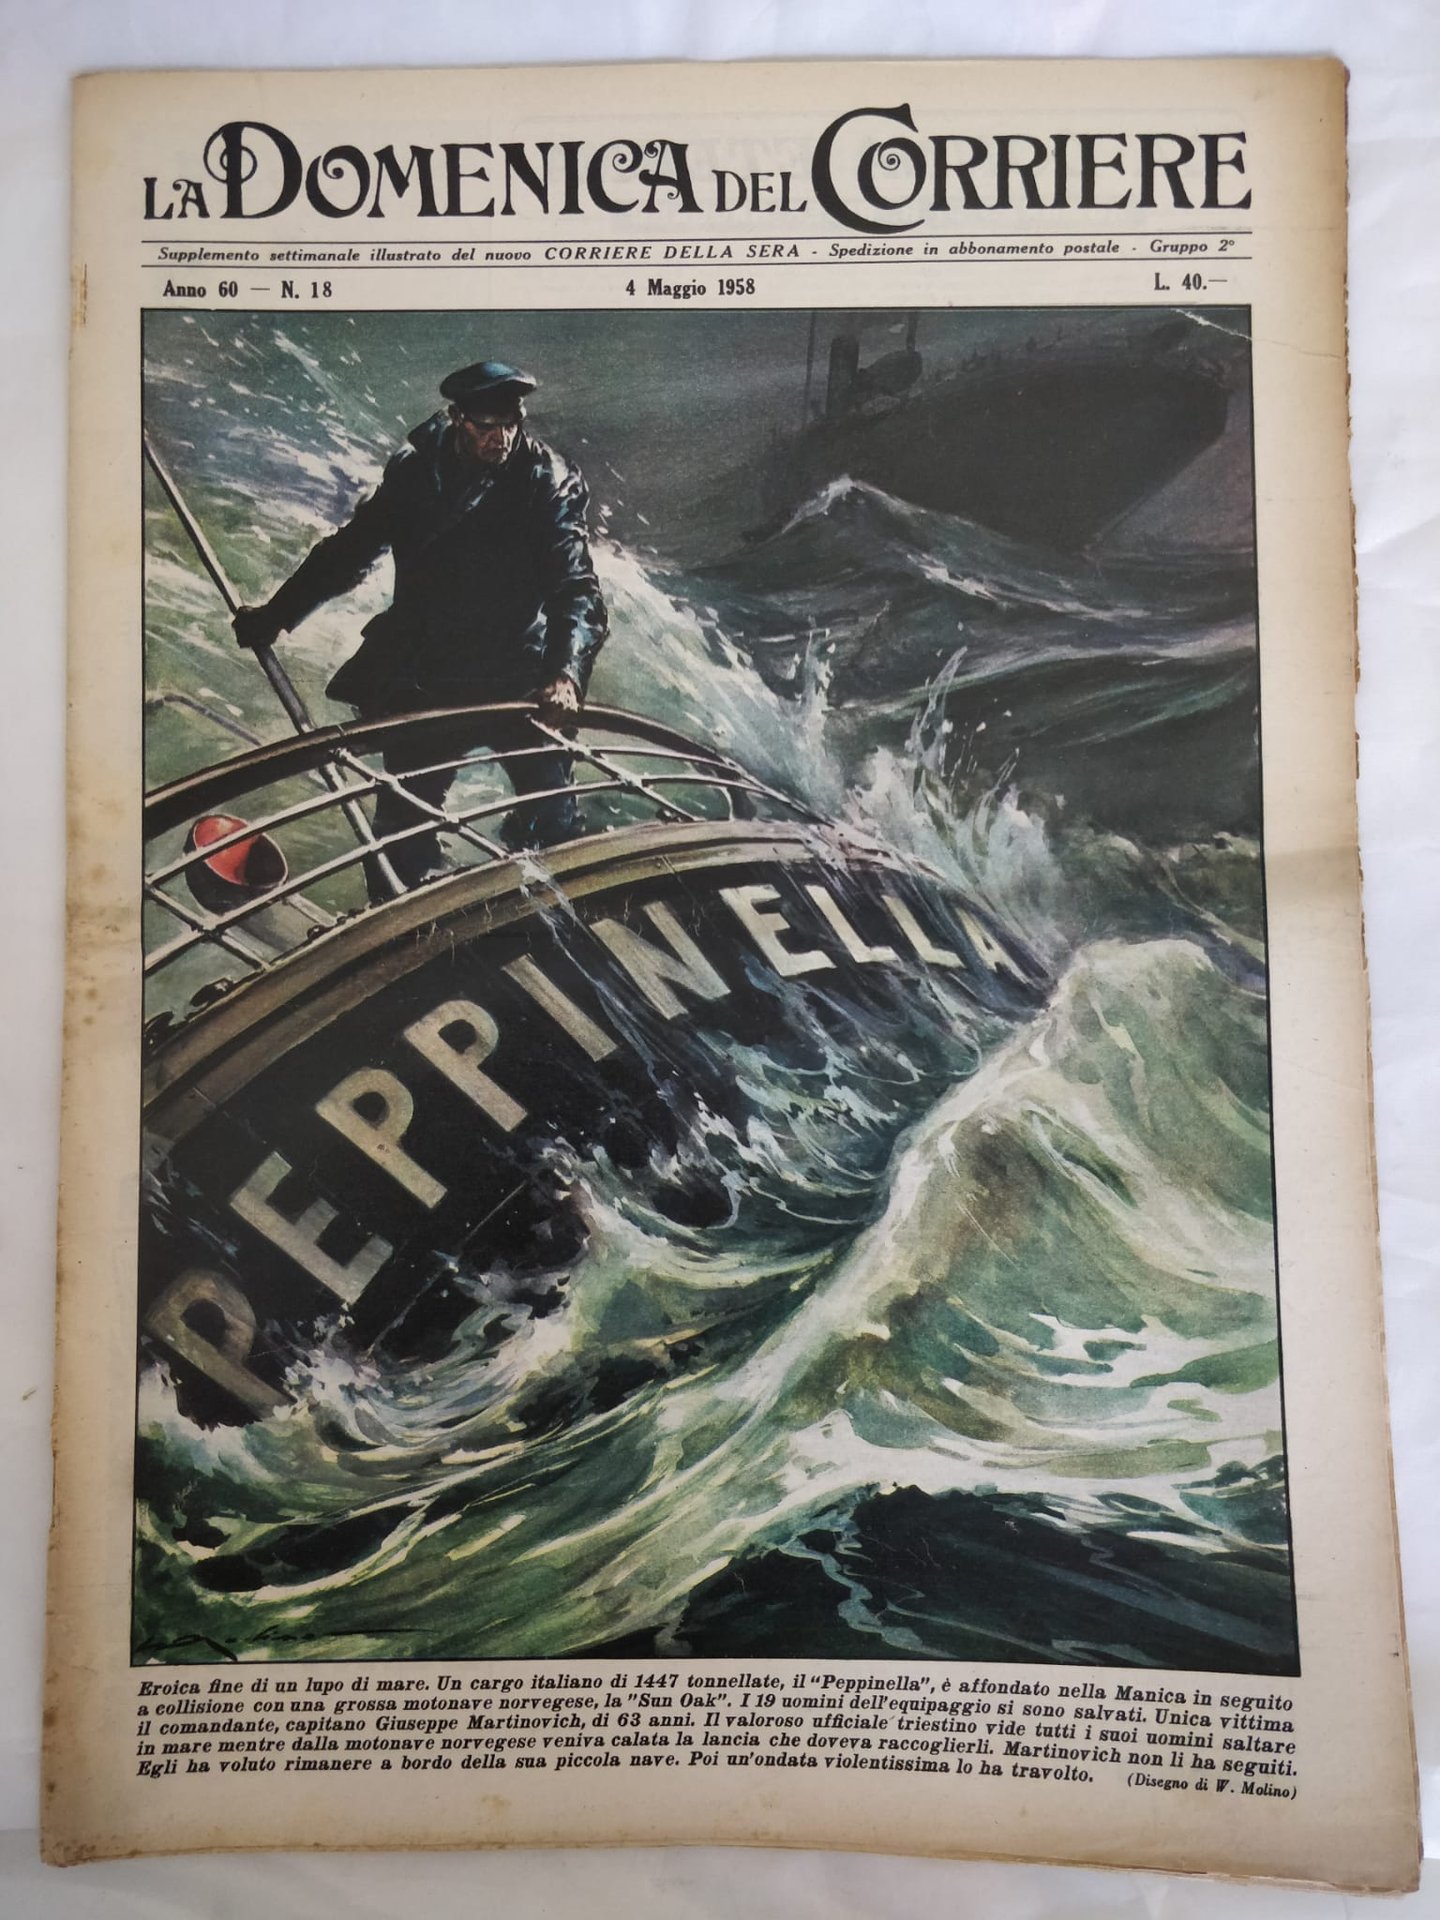 LA DOMENICA DEL CORRIERE
Supplemento settimanale illustrato del nuovo CORRIERE DELLA SERA - Spedizione in abbonamento postale - Gruppo 2°
Anno 60 — N. 18 4 Maggio 1958 L. 40.—
PEPPINELLA
Eroica fine di un lupo di mare. Un cargo italiano di 1447 tonnellate, il "Peppinella", è affondato nella Manica in seguito
a collisione con una grossa motonave norvegese, la "Sun Oak". I 19 uomini dell'equipaggio si sono salvati. Unica vittima
il comandante, capitano Giuseppe Martinovich, di 63 anni. Il valoroso ufficiale triestino vide tutti i suoi uomini saltare
in mare mentre dalla motonave norvegese veniva calata la lancia che doveva raccoglierli. Martinovich non li ha seguiti.
Egli ha voluto rimanere a bordo della sua piccola nave. Poi un'ondata violentissima lo ha travolto. (Disegno di W. Molino)